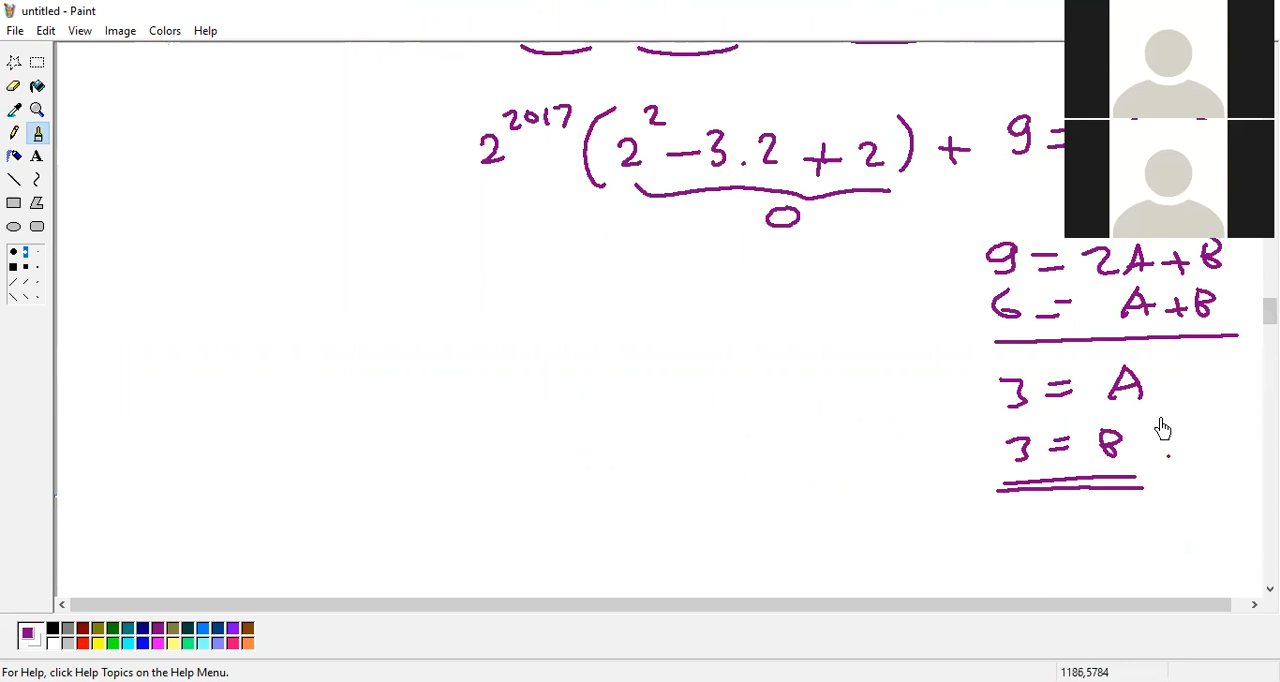 untitled - Paint
File Edit View Image Colors Help
2^2017 (2^2 - 3.2 + 2) + 9 =
0
9 = 2A + B
6 = A + B
3 = A
3 = B
For Help, click Help Topics on the Help Menu.
1186,5784